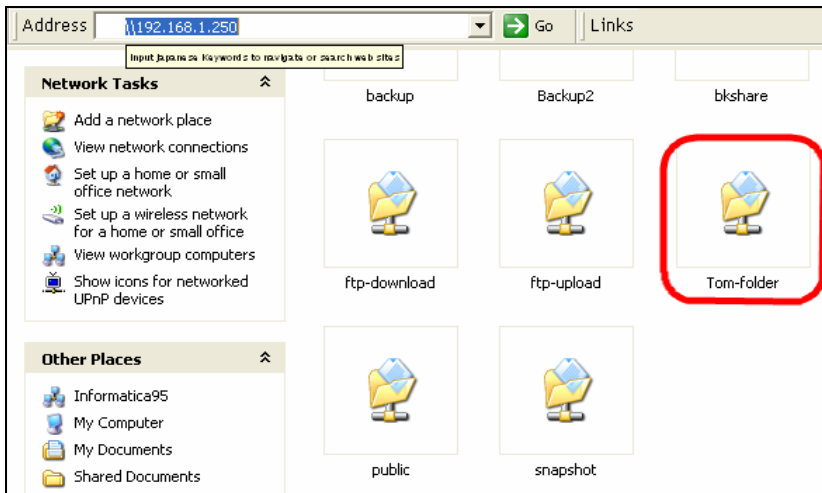 Address \\192.168.1.250 Go Links
Input Japanese Keywords to navigate or search web sites
Network Tasks
Add a network place
View network connections
Set up a home or small
office network
Set up a wireless network
for a home or small office
View workgroup computers
Show icons for networked
UPnP devices
Other Places
Informatica95
My Computer
My Documents
Shared Documents
backup Backup2 bkshare
ftp-download ftp-upload Tom-folder
public snapshot